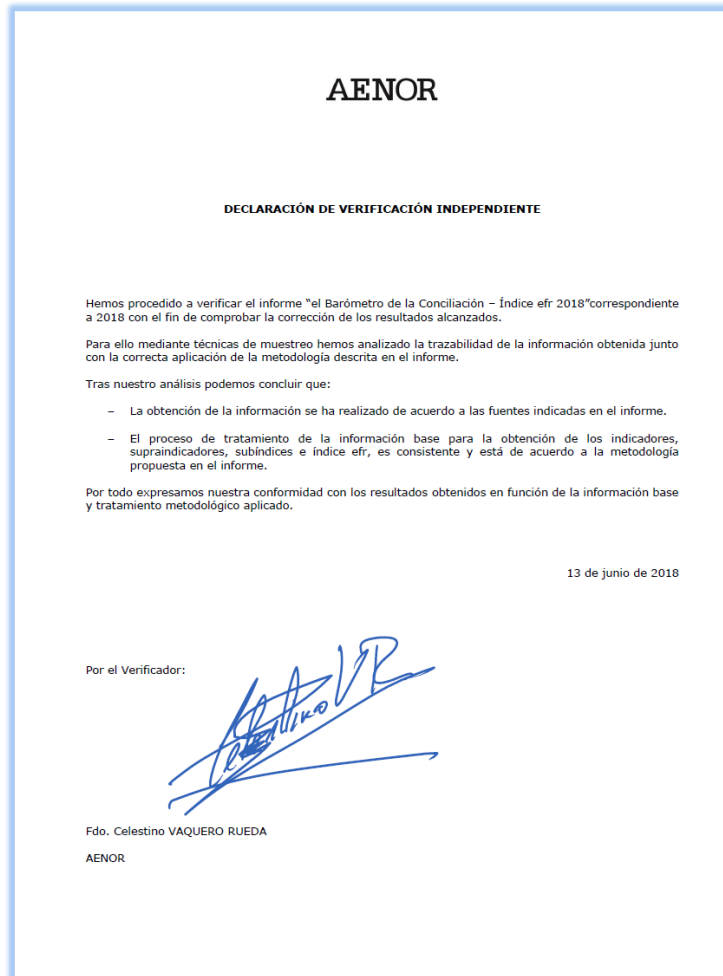 AENOR
DECLARACIÓN DE VERIFICACIÓN INDEPENDIENTE
Hemos procedido a verificar el informe “el Barómetro de la Conciliación – Índice efr 2018”correspondiente
a 2018 con el fin de comprobar la corrección de los resultados alcanzados.
Para ello mediante técnicas de muestreo hemos analizado la trazabilidad de la información obtenida junto
con la correcta aplicación de la metodología descrita en el informe.
Tras nuestro análisis podemos concluir que:
– La obtención de la información se ha realizado de acuerdo a las fuentes indicadas en el informe.
– El proceso de tratamiento de la información base para la obtención de los indicadores,
supraindicadores, subíndices e índice efr, es consistente y está de acuerdo a la metodología
propuesta en el informe.
Por todo expresamos nuestra conformidad con los resultados obtenidos en función de la información base
y tratamiento metodológico aplicado.
13 de junio de 2018
Por el Verificador:
Celestino VR
Fdo. Celestino VAQUERO RUEDA
AENOR